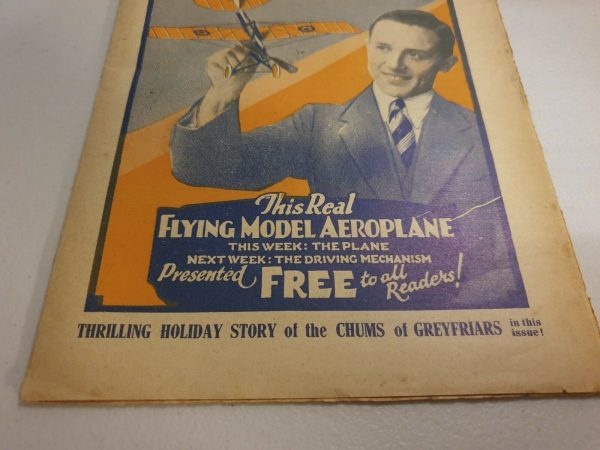 This Real
FLYING MODEL AEROPLANE
THIS WEEK: THE PLANE
NEXT WEEK: THE DRIVING MECHANISM
Presented FREE to all Readers!
THRILLING HOLIDAY STORY of the CHUMS of GREYFRIARS in this issue!